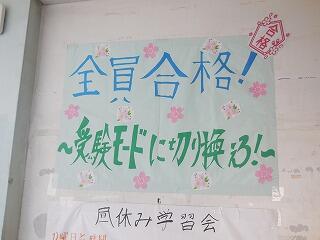 合格
全員合格!
～受験モードに切り換えろ!～
昼休み学習会